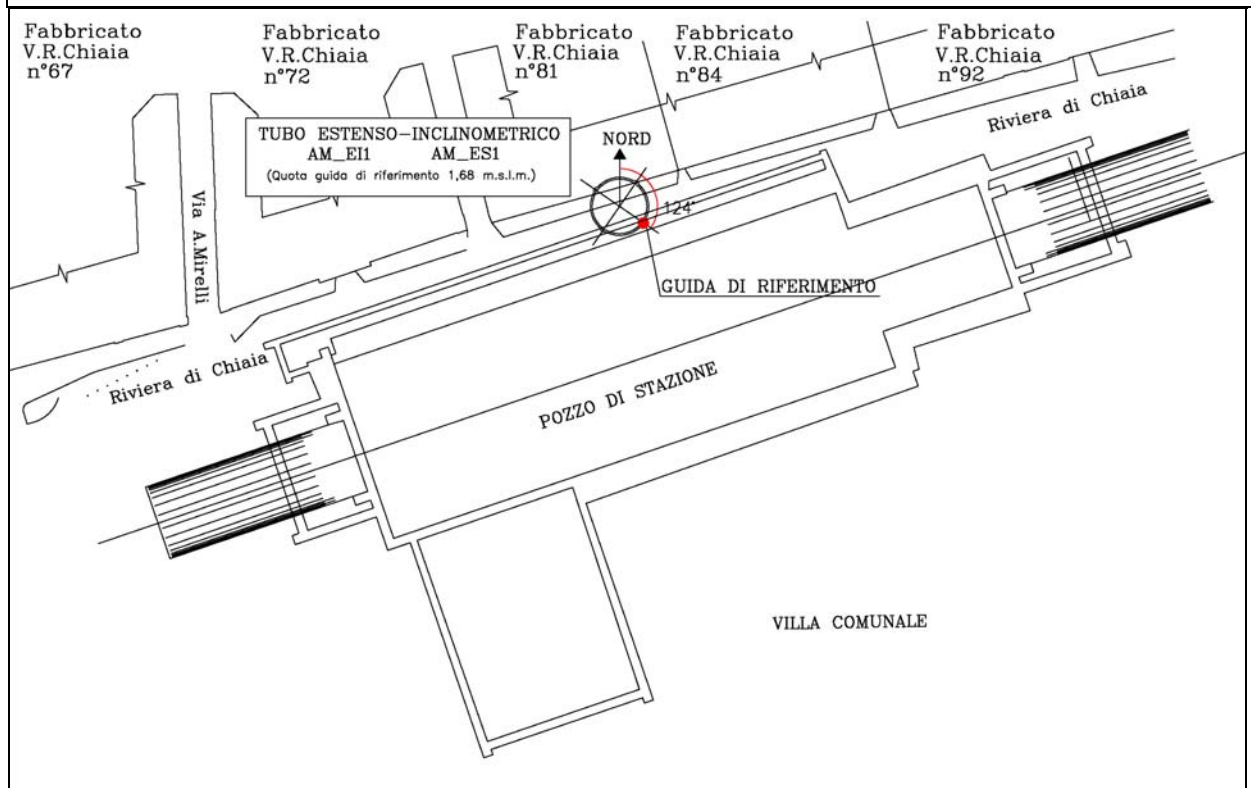 Fabbricato
V.R.Chiaia
n°67
Fabbricato
V.R.Chiaia
n°72
Fabbricato
V.R.Chiaia
n°81
Fabbricato
V.R.Chiaia
n°84
Fabbricato
V.R.Chiaia
n°92
Riviera di Chiaia
TUBO ESTENSO-INCLINOMETRICO
AM_EI1 AM_ES1
(Quota guida di riferimento 1,68 m.s.l.m.)
NORD
124°
Via A.Mirelli
GUIDA DI RIFERIMENTO
Riviera di Chiaia
POZZO DI STAZIONE
VILLA COMUNALE